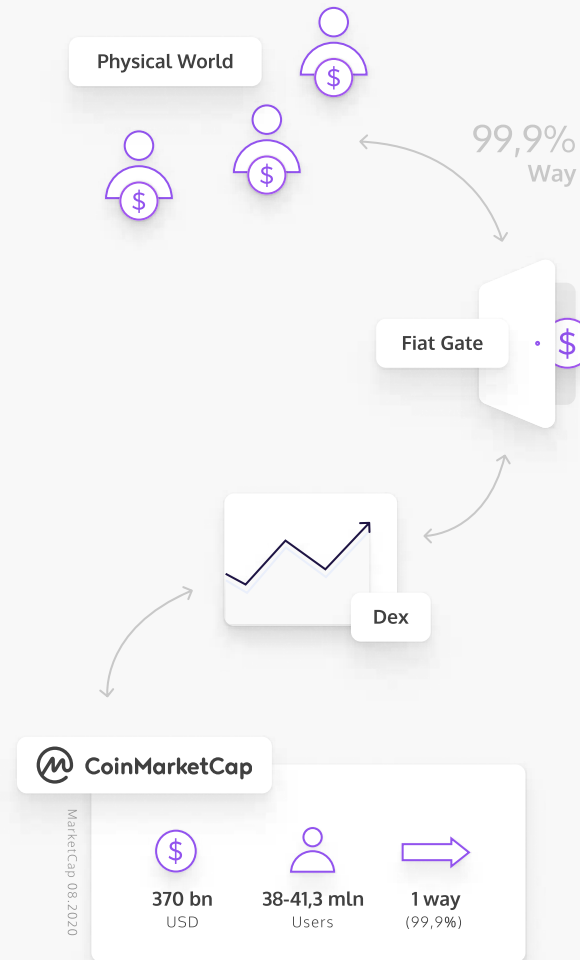 Physical World
$
$
$
99,9%
Way
Fiat Gate
$
Dex
CoinMarketCap
MarketCap 08.2020
$
370 bn
USD
38-41,3 mln
Users
1 way
(99,9%)